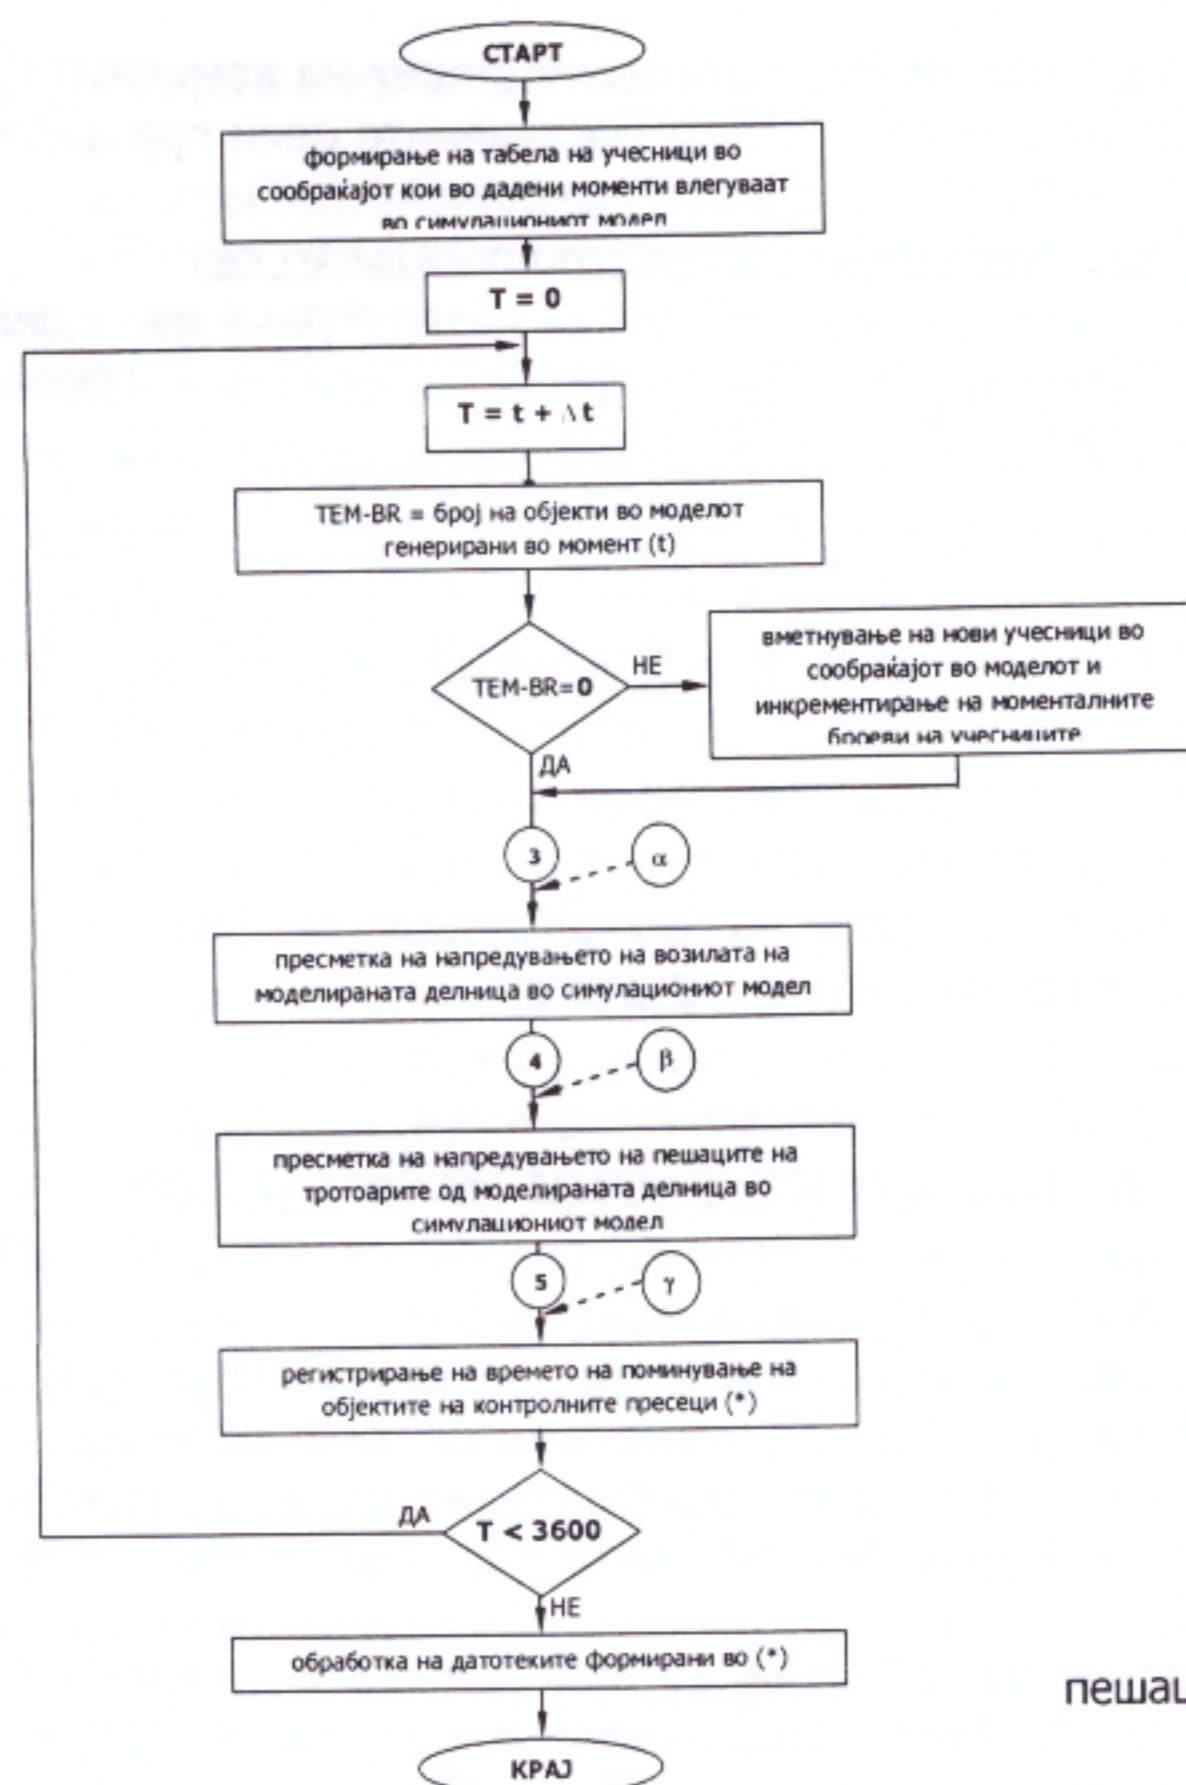 СТАРТ
формирање на табела на учесници во
сообраќајот кои во дадени моменти влегуваат
во симулациониот модел
T = 0
T = t + Δt
TEM-BR = број на објекти во моделот
генерирани во момент (t)
TEM-BR=0
НЕ
вметнување на нови учесници во
сообраќајот во моделот и
инкрементирање на моменталните
броеви на учесниците
ДА
3
α
пресметка на напредувањето на возилата на
моделираната делница во симулациониот модел
4
β
пресметка на напредувањето на пешаците на
тротоарите од моделираната делница во
симулациониот модел
5
γ
регистрирање на времето на поминување на
објектите на контролните пресеци (*)
ДА
T < 3600
НЕ
обработка на датотеките формирани во (*)
КРАЈ